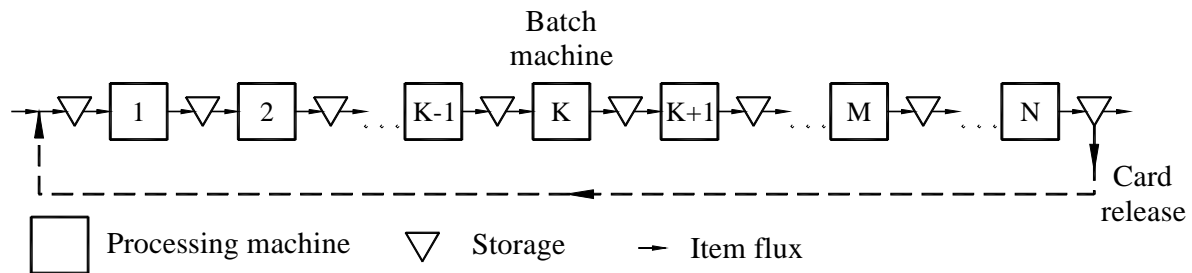 Batch
machine
1 2 K-1 K K+1 M N
Card
release
Processing machine Storage Item flux